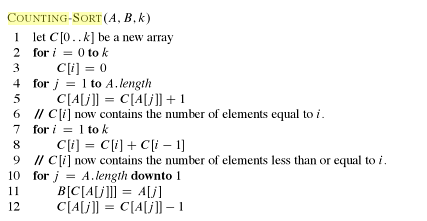 COUNTING-SORT(A, B, k)
1 let C[0..k] be a new array
2 for i = 0 to k
3 C[i] = 0
4 for j = 1 to A.length
5 C[A[j]] = C[A[j]] + 1
6 // C[i] now contains the number of elements equal to i.
7 for i = 1 to k
8 C[i] = C[i] + C[i − 1]
9 // C[i] now contains the number of elements less than or equal to i.
10 for j = A.length downto 1
11 B[C[A[j]]] = A[j]
12 C[A[j]] = C[A[j]] − 1